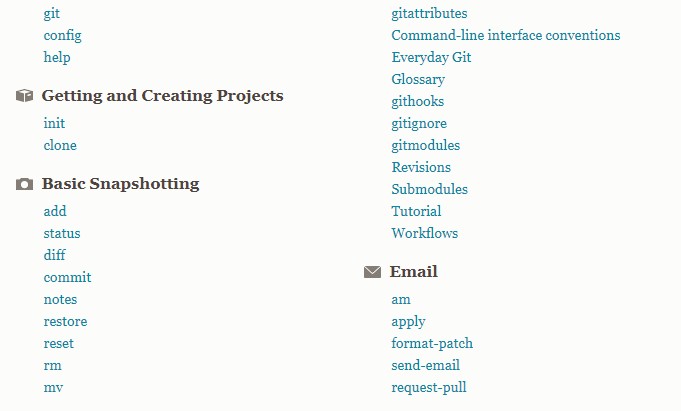 git
config
help
Getting and Creating Projects
init
clone
Basic Snapshotting
add
status
diff
commit
notes
restore
reset
rm
mv
gitattributes
Command-line interface conventions
Everyday Git
Glossary
githooks
gitignore
gitmodules
Revisions
Submodules
Tutorial
Workflows
Email
am
apply
format-patch
send-email
request-pull